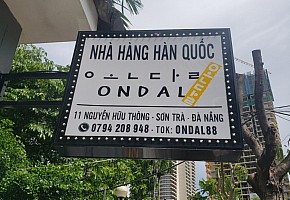 NHÀ HÀNG HÀN QUỐC
온달
ONDAL
11 NGUYỄN HỮU THÔNG - SƠN TRÀ - ĐÀ NẴNG
0794 208 948 - TOK: ONDAL88